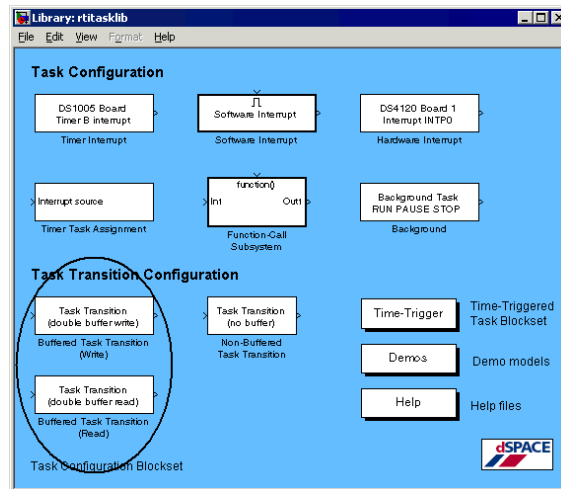 Library: rtitasklib
File Edit View Format Help
Task Configuration
DS1005 Board
Timer B interrupt
Timer Interrupt
Software Interrupt
Software Interrupt
DS4120 Board 1
Interrupt INTP0
Hardware Interrupt
Interrupt source
Timer Task Assignment
function()
In1 Out1
Function-Call
Subsystem
Background Task
RUN PAUSE STOP
Background
Task Transition Configuration
Task Transition
(double buffer write)
Buffered Task Transition
(Write)
Task Transition
(no buffer)
Non-Buffered
Task Transition
Time-Trigger
Time-Triggered
Task Blockset
Task Transition
(double buffer read)
Buffered Task Transition
(Read)
Demos
Demo models
Help
Help files
Task Configuration Blockset
dSPACE